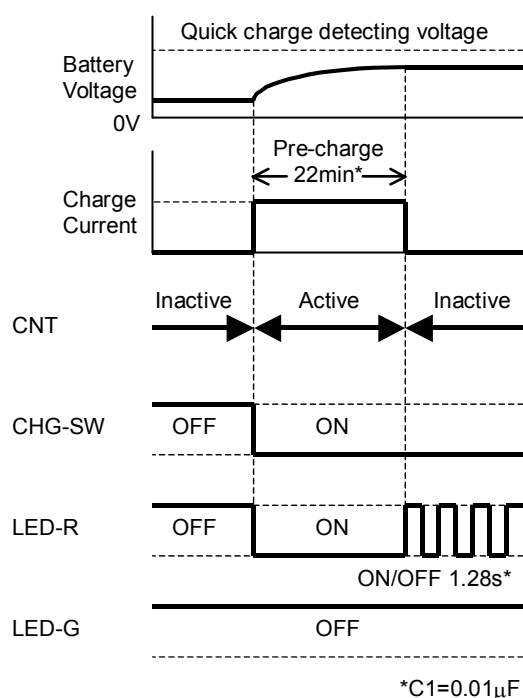 Quick charge detecting voltage
Battery
Voltage
0V
Pre-charge
22min*
Charge
Current
Inactive Active Inactive
CNT
CHG-SW OFF ON
LED-R OFF ON
ON/OFF 1.28s*
LED-G OFF
*C1=0.01μF